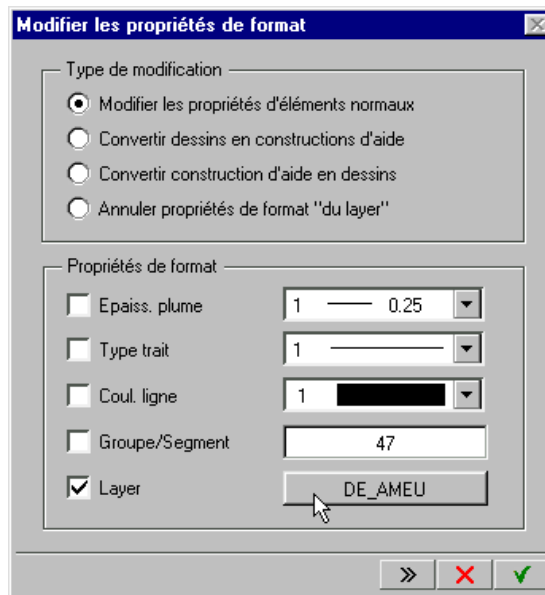 Modifier les propriétés de format
Type de modification
Modifier les propriétés d'éléments normaux
Convertir dessins en constructions d'aide
Convertir construction d'aide en dessins
Annuler propriétés de format "du layer"
Propriétés de format
Epaiss. plume 1 0.25
Type trait 1
Coul. ligne 1
Groupe/Segment 47
Layer DE_AMEU